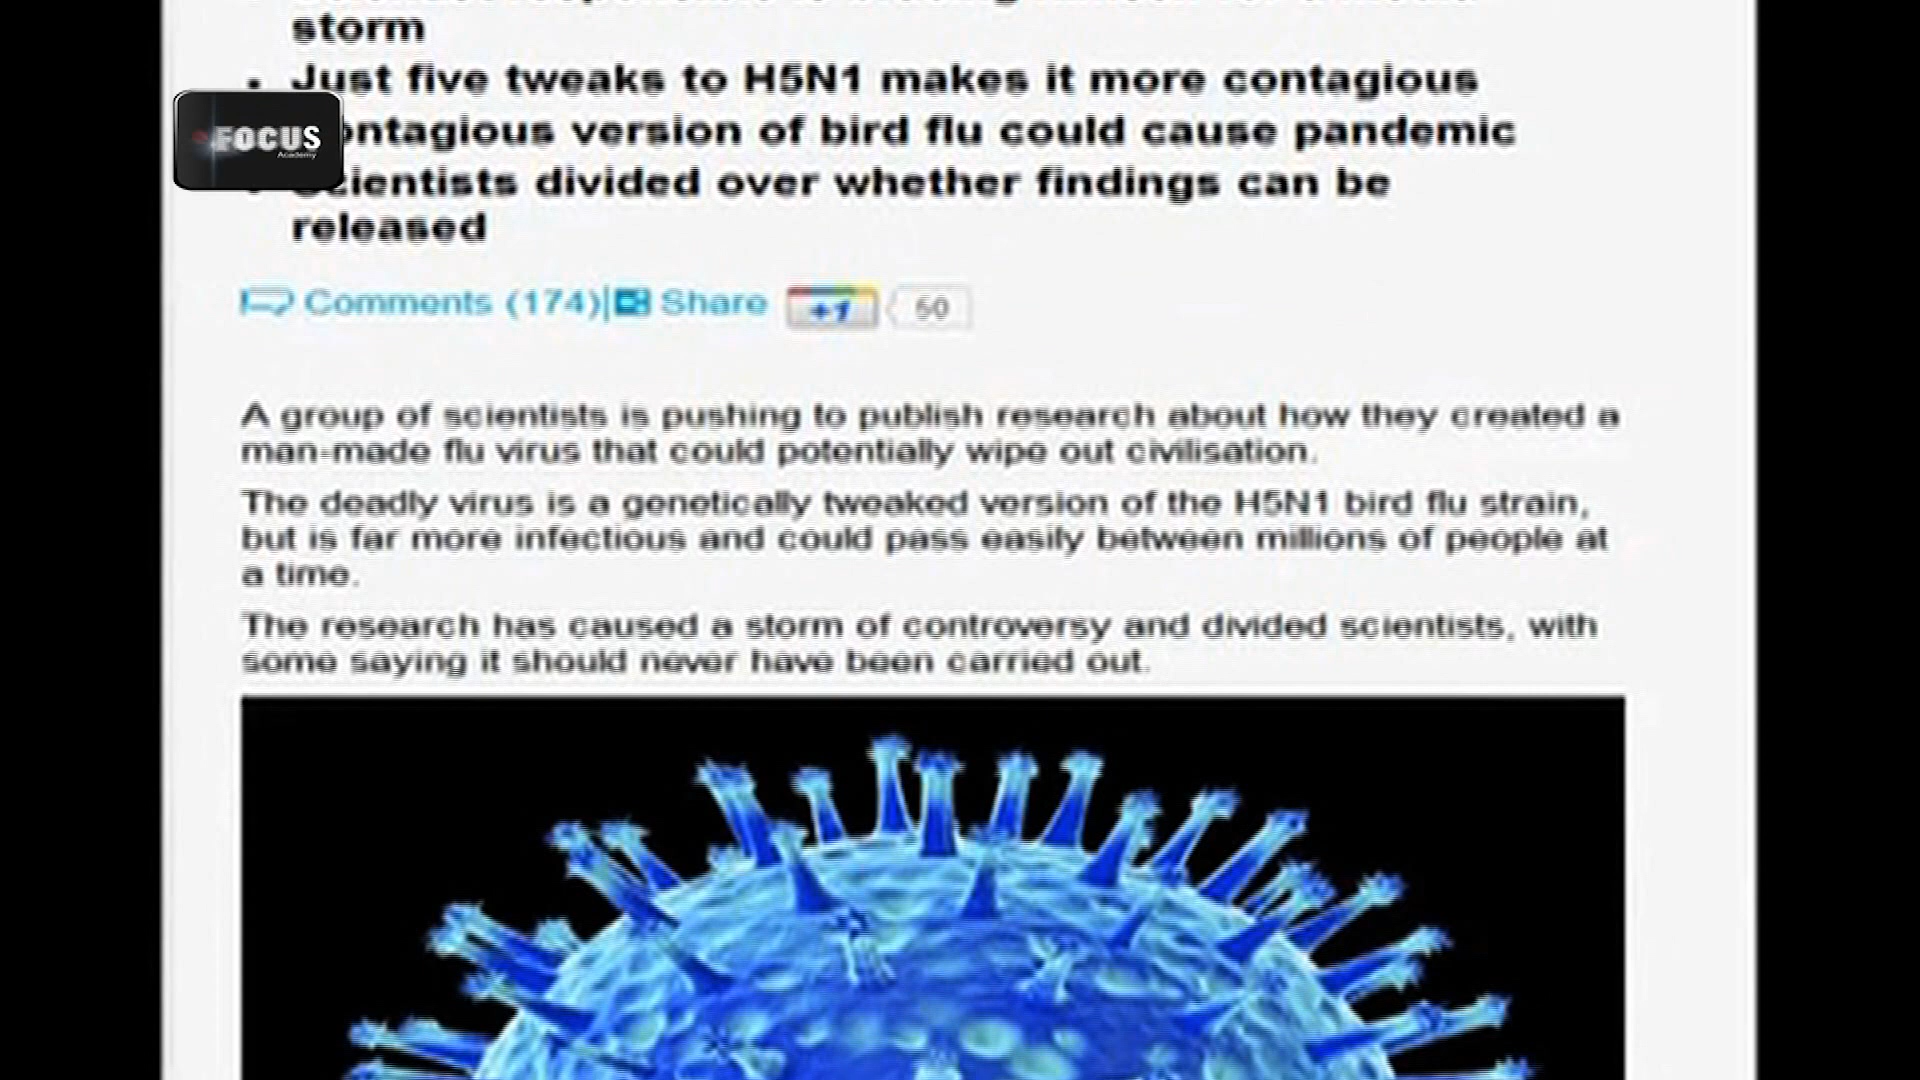 storm
• Just five tweaks to H5N1 makes it more contagious
ontagious version of bird flu could cause pandemic
Scientists divided over whether findings can be
released
Comments (174)|Share +1 50
A group of scientists is pushing to publish research about how they created a
man-made flu virus that could potentially wipe out civilisation.
The deadly virus is a genetically tweaked version of the H5N1 bird flu strain,
but is far more infectious and could pass easily between millions of people at
a time.
The research has caused a storm of controversy and divided scientists, with
some saying it should never have been carried out.
FOCUS
Academy